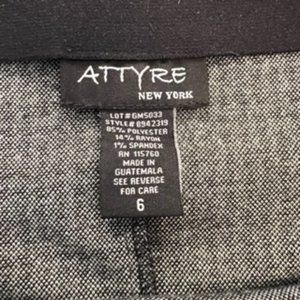 ATTYRE
NEW YORK
LOT# GM5033
STYLE# 8942319
85% POLYESTER
14% RAYON
1% SPANDEX
RN 115760
MADE IN
GUATEMALA
SEE REVERSE
FOR CARE
6